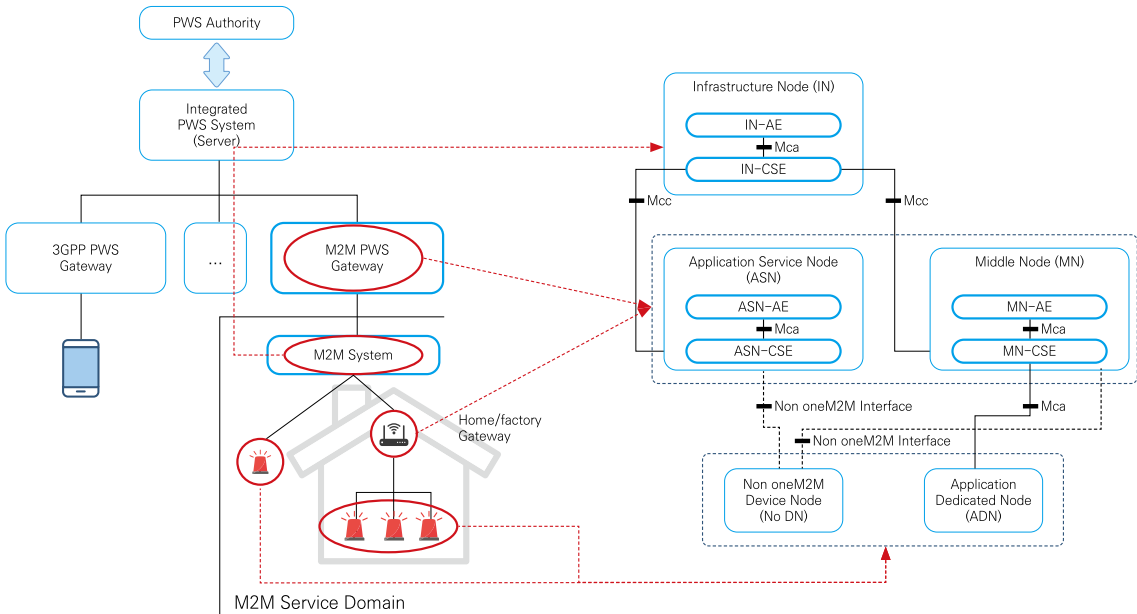 PWS Authority
Integrated
PWS System
(Server)
3GPP PWS
Gateway
...
M2M PWS
Gateway
M2M System
Home/factory
Gateway
M2M Service Domain
Infrastructure Node (IN)
IN-AE
Mca
IN-CSE
Mcc
Mcc
Application Service Node
(ASN)
ASN-AE
Mca
ASN-CSE
Middle Node (MN)
MN-AE
Mca
MN-CSE
Non oneM2M Interface
Mca
Non oneM2M Interface
Non oneM2M
Device Node
(No DN)
Application
Dedicated Node
(ADN)